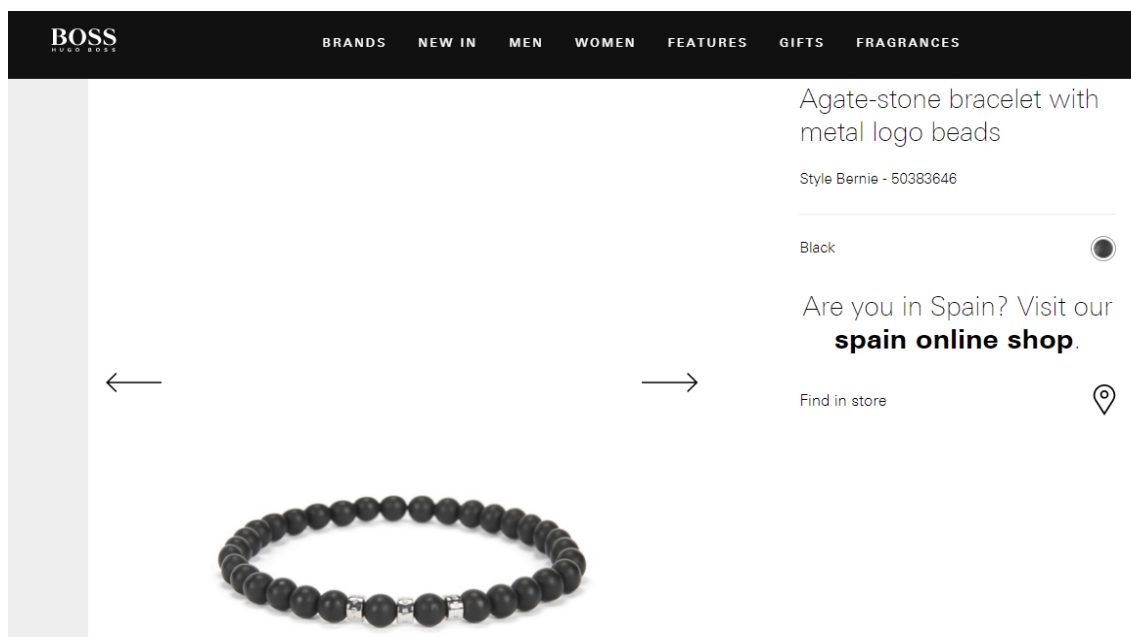 BOSS
HUGO BOSS
BRANDS NEW IN MEN WOMEN FEATURES GIFTS FRAGRANCES
Agate-stone bracelet with
metal logo beads
Style Bernie - 50383646
Black
Are you in Spain? Visit our
spain online shop.
Find in store